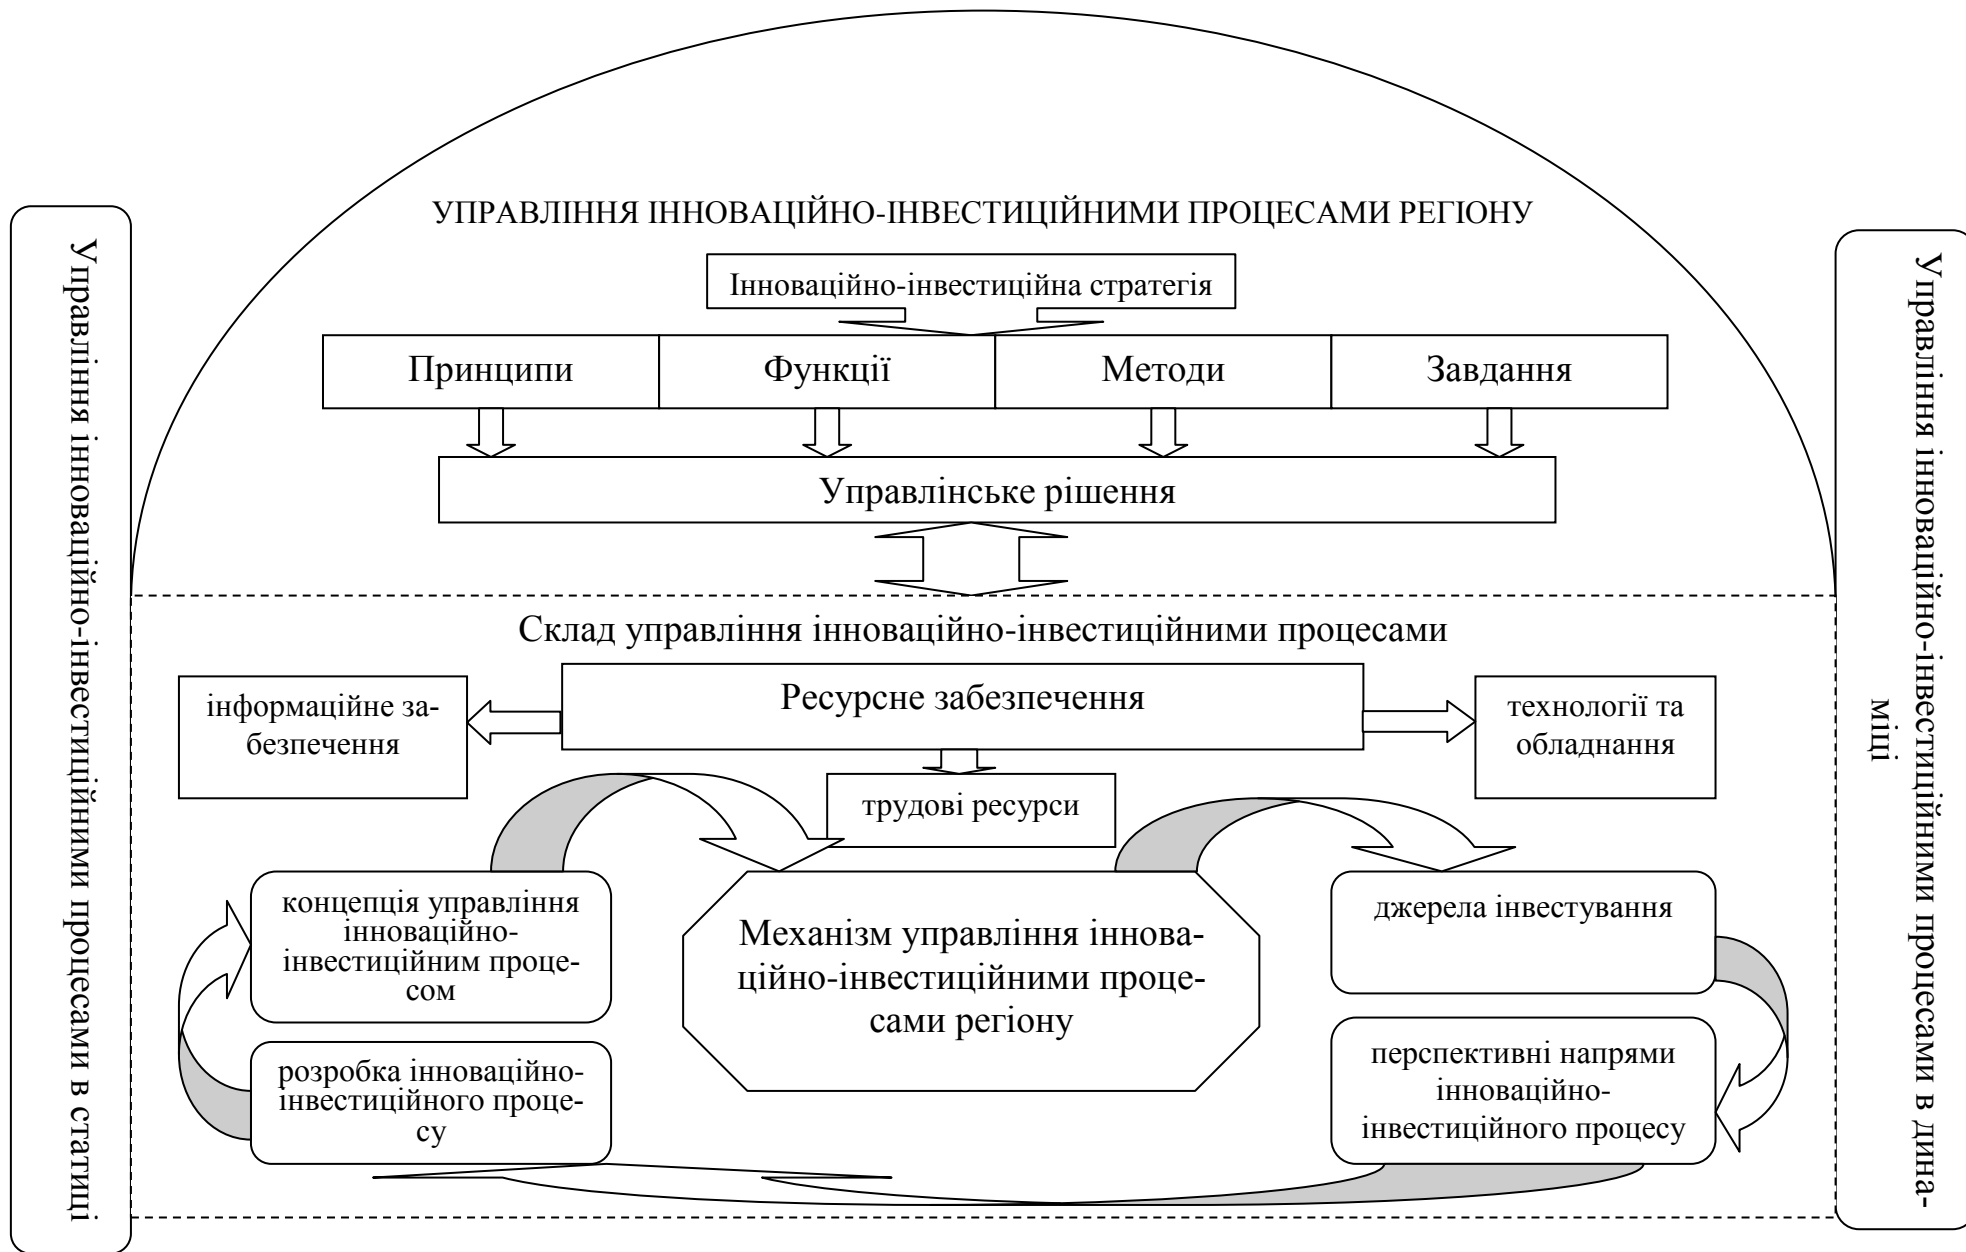 УПРАВЛІННЯ ІННОВАЦІЙНО-ІНВЕСТИЦІЙНИМИ ПРОЦЕСАМИ РЕГІОНУ
Інноваційно-інвестиційна стратегія
Принципи
Функції
Методи
Завдання
Управлінське рішення
Управління інноваційно-інвестиційними процесами в статиці
Управління інноваційно-інвестиційними процесами в дина-
міці
Склад управління інноваційно-інвестиційними процесами
Ресурсне забезпечення
інформаційне за-
безпечення
технології та
обладнання
трудові ресурси
концепція управління
інноваційно-
інвестиційним проце-
сом
Механізм управління іннова-
ційно-інвестиційними проце-
сами регіону
джерела інвестування
розробка інноваційно-
інвестиційного проце-
су
перспективні напрями
інноваційно-
інвестиційного процесу